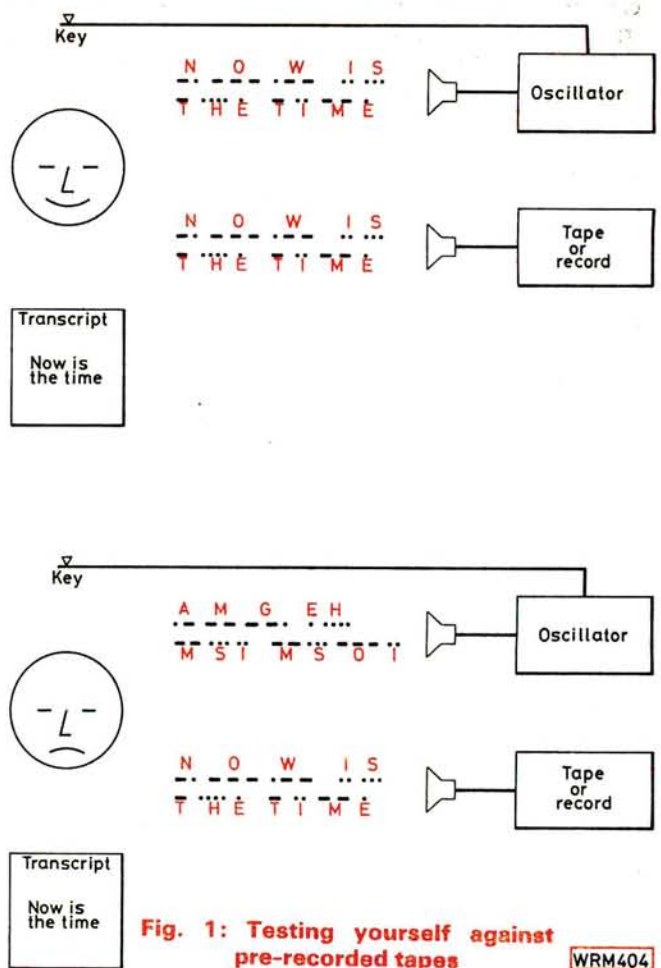 Key
N O W I S
T H E T I M E
Oscillator
N O W I S
T H E T I M E
Tape
or
record
Transcript
Now is
the time
Key
A M G E H
M S I M S O I
Oscillator
N O W I S
T H E T I M E
Tape
or
record
Transcript
Now is
the time
Fig. 1: Testing yourself against
pre-recorded tapes
WRM404